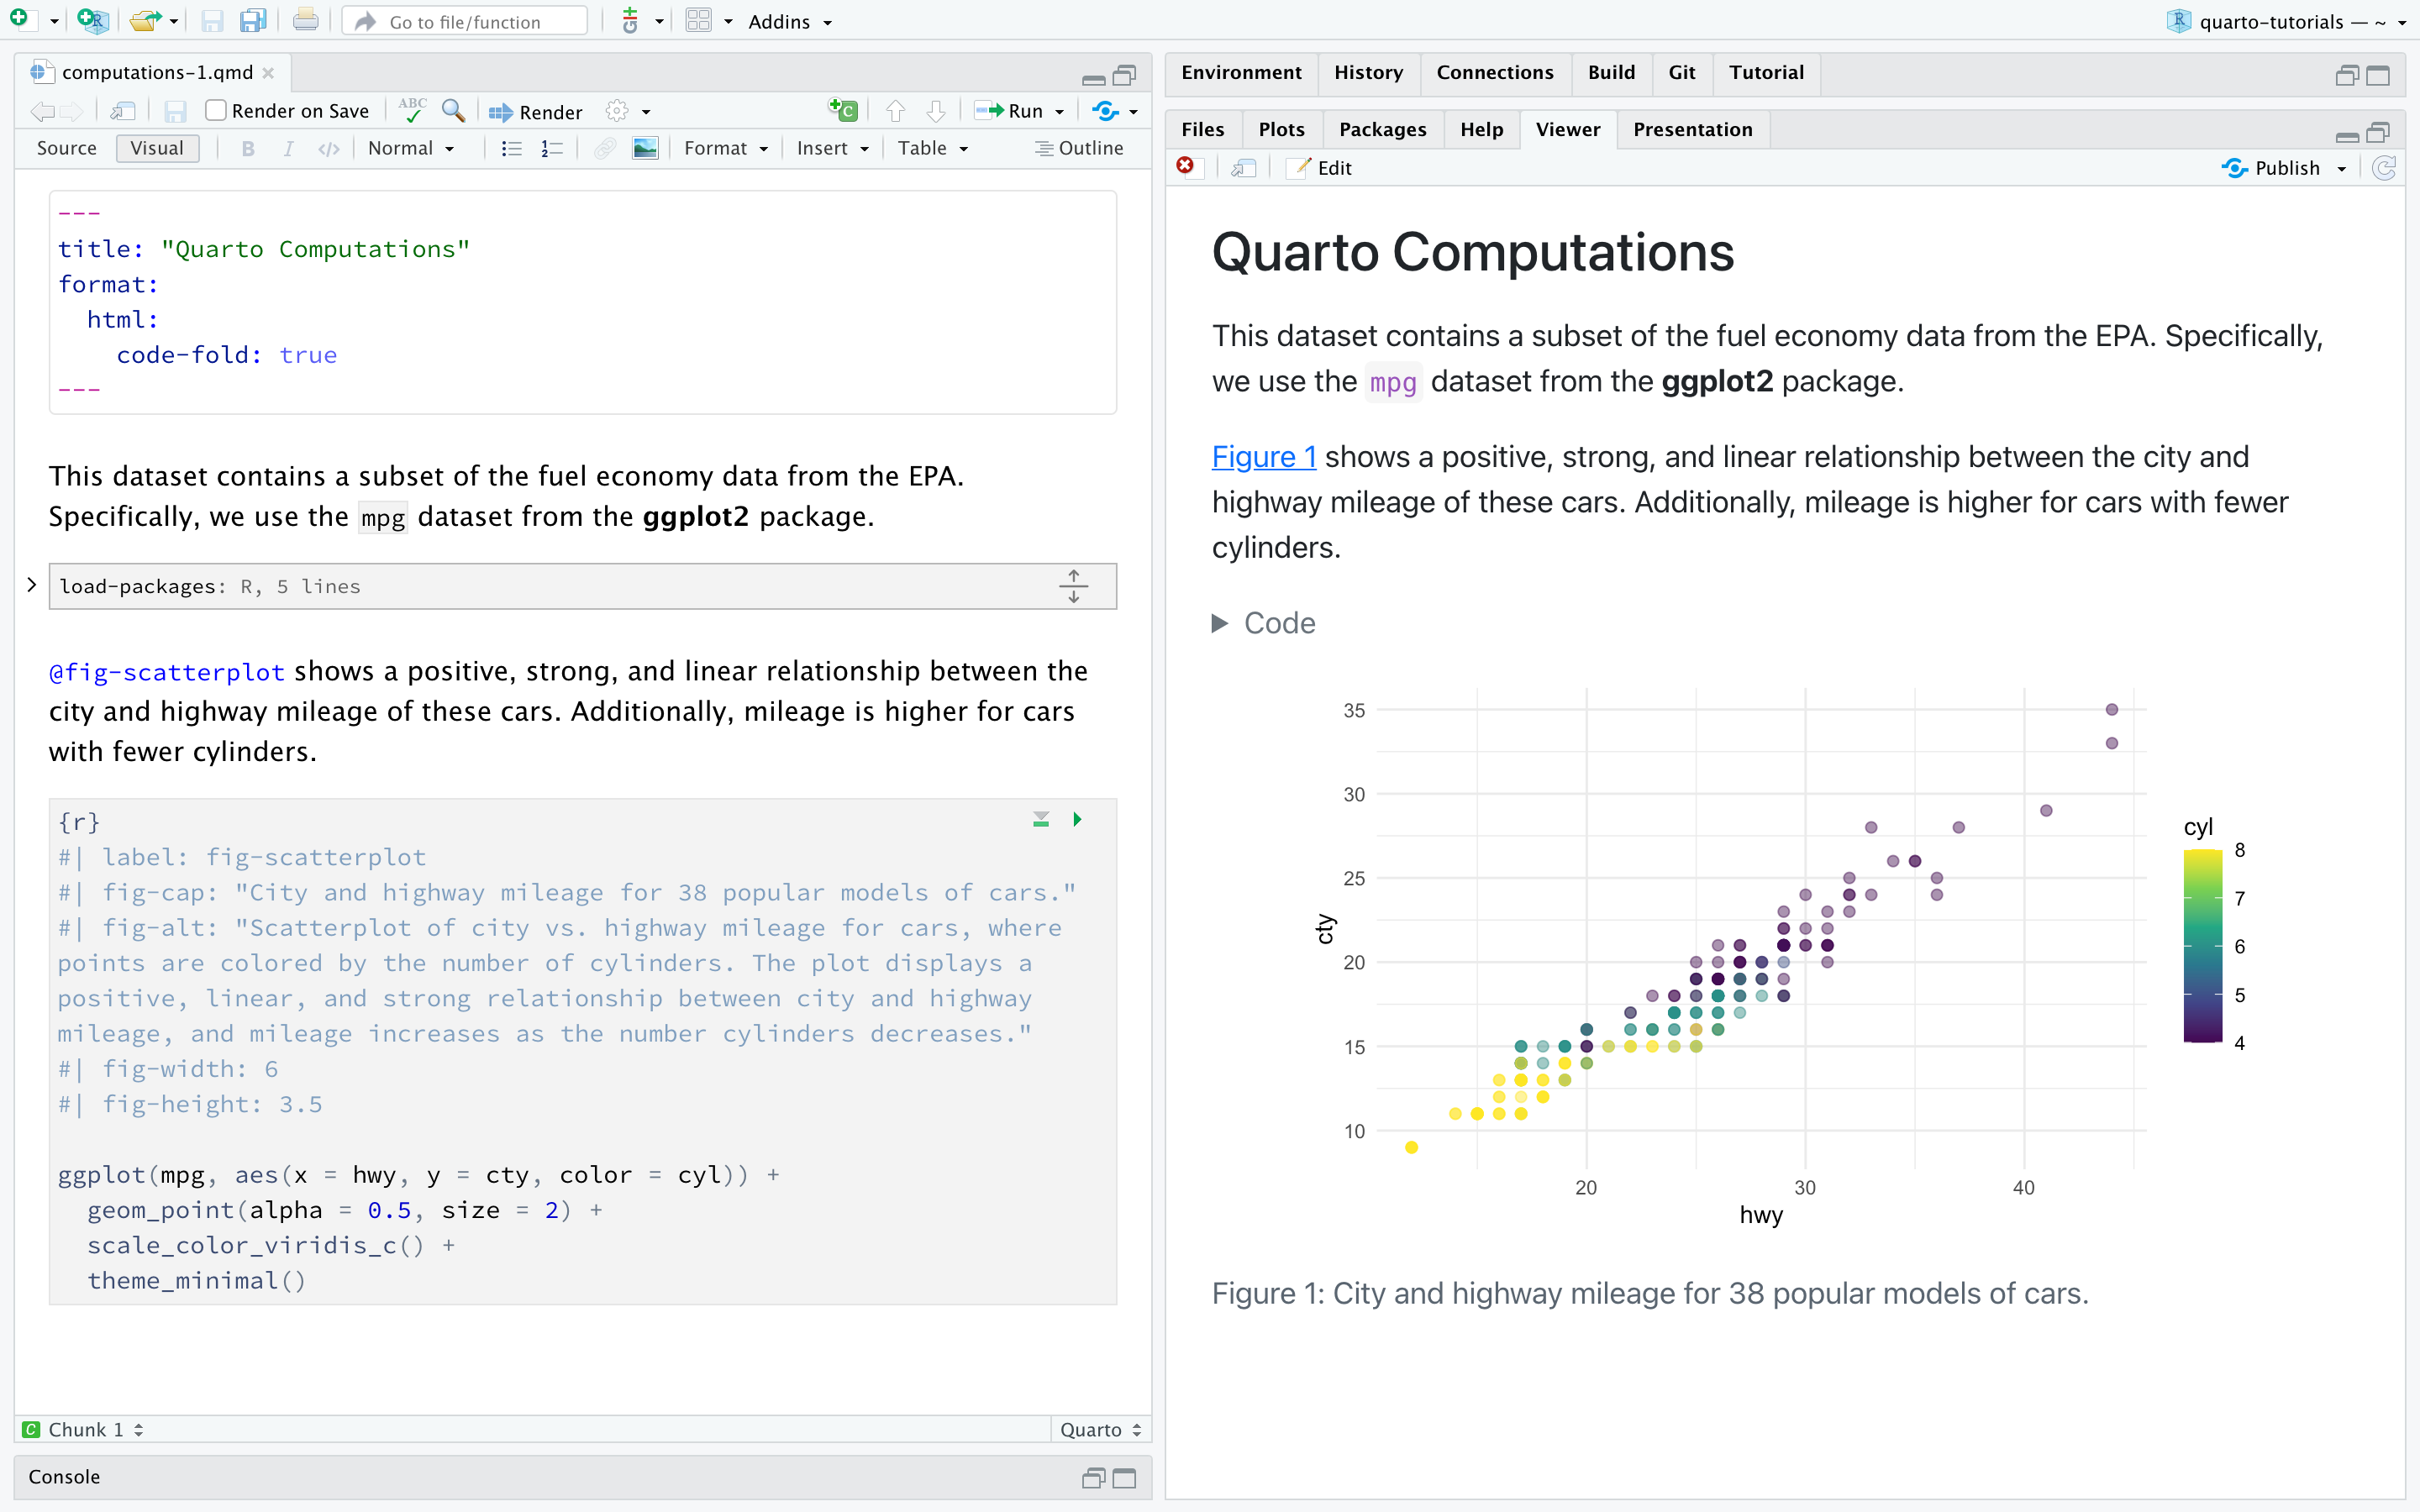 Go to file/function
Addins
quarto-tutorials — ~
computations-1.qmd
Render on Save
ABC
Render
Run
Source
Visual
B
I
</>
Normal
Format
Insert
Table
Outline
---
title: "Quarto Computations"
format:
html:
code-fold: true
---
This dataset contains a subset of the fuel economy data from the EPA.
Specifically, we use the mpg dataset from the ggplot2 package.
load-packages: R, 5 lines
@fig-scatterplot shows a positive, strong, and linear relationship between the
city and highway mileage of these cars. Additionally, mileage is higher for cars
with fewer cylinders.
{r}
#| label: fig-scatterplot
#| fig-cap: "City and highway mileage for 38 popular models of cars."
#| fig-alt: "Scatterplot of city vs. highway mileage for cars, where
points are colored by the number of cylinders. The plot displays a
positive, linear, and strong relationship between city and highway
mileage, and mileage increases as the number cylinders decreases."
#| fig-width: 6
#| fig-height: 3.5
ggplot(mpg, aes(x = hwy, y = cty, color = cyl)) +
geom_point(alpha = 0.5, size = 2) +
scale_color_viridis_c() +
theme_minimal()
C Chunk 1
Quarto
Console
Environment
History
Connections
Build
Git
Tutorial
Files
Plots
Packages
Help
Viewer
Presentation
Edit
Publish
Quarto Computations
This dataset contains a subset of the fuel economy data from the EPA. Specifically,
we use the mpg dataset from the ggplot2 package.
Figure 1 shows a positive, strong, and linear relationship between the city and
highway mileage of these cars. Additionally, mileage is higher for cars with fewer
cylinders.
Code
35
30
25
20
15
10
cty
20
30
40
hwy
cyl
8
7
6
5
4
Figure 1: City and highway mileage for 38 popular models of cars.